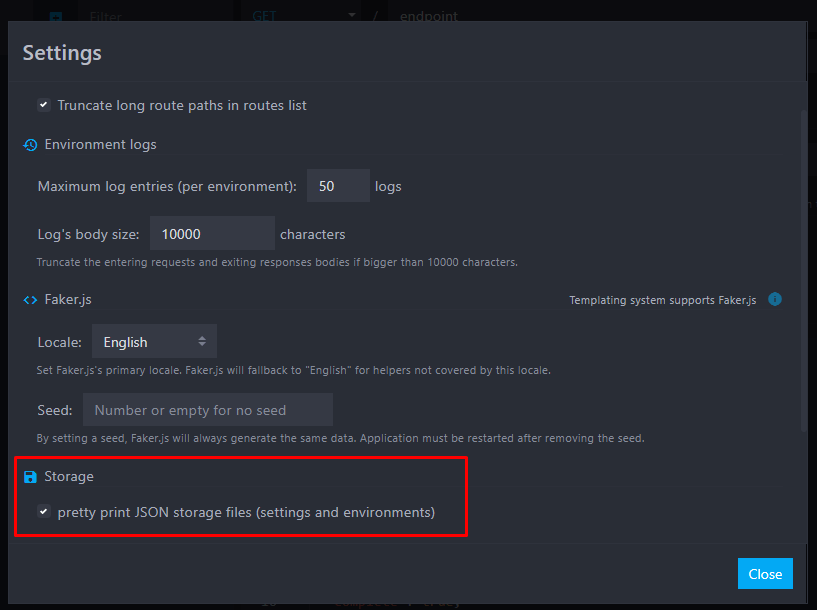 Filter
GET / endpoint
Settings
Truncate long route paths in routes list
Environment logs
Maximum log entries (per environment): 50 logs
Log's body size: 10000 characters
Truncate the entering requests and exiting responses bodies if bigger than 10000 characters.
Faker.js Templating system supports Faker.js
Locale: English
Set Faker.js's primary locale. Faker.js will fallback to "English" for helpers not covered by this locale.
Seed: Number or empty for no seed
By setting a seed, Faker.js will always generate the same data. Application must be restarted after removing the seed.
Storage
pretty print JSON storage files (settings and environments)
Close